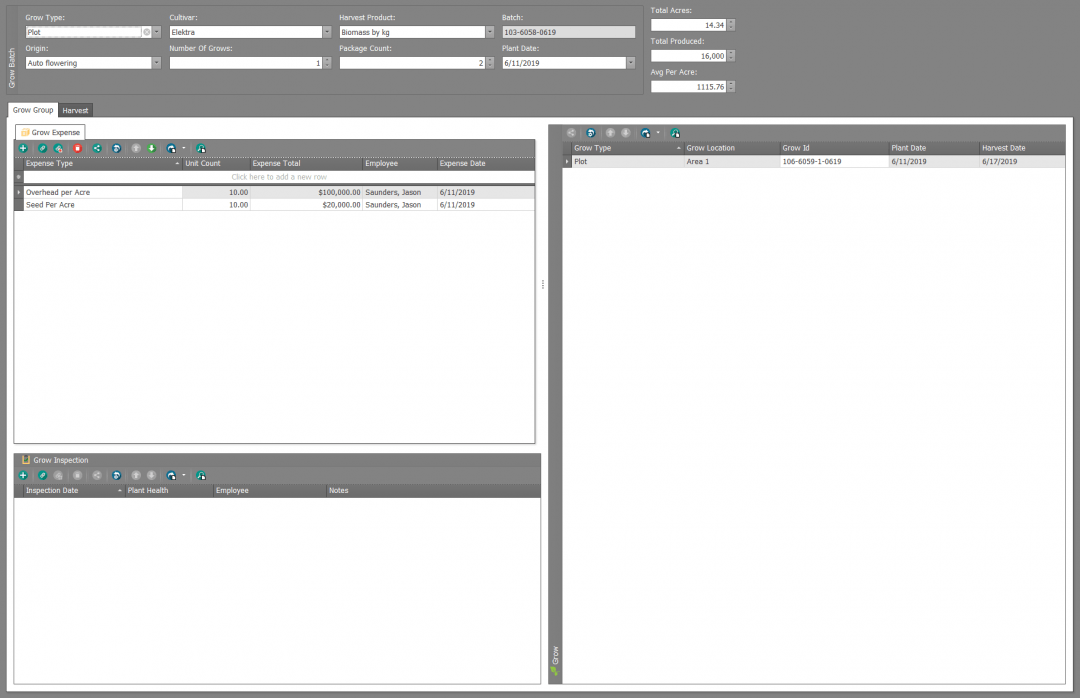 Grow Batch
Grow Type: Cultivar: Harvest Product: Batch: Total Acres:
Plot Elektra Biomass by kg 103-6058-0619 14.34
Origin: Number Of Grows: Package Count: Plant Date: Total Produced:
Auto flowering 1 2 6/11/2019 16,000
Avg Per Acre:
1115.76
Grow Group Harvest
Grow Expense
Expense Type Unit Count Expense Total Employee Expense Date
Click here to add a new row
Overhead per Acre 10.00 $100,000.00 Saunders, Jason 6/11/2019
Seed Per Acre 10.00 $20,000.00 Saunders, Jason 6/11/2019
Grow Inspection
Inspection Date Plant Health Employee Notes
Grow
Grow Type Grow Location Grow Id Plant Date Harvest Date
Plot Area 1 106-6059-1-0619 6/11/2019 6/17/2019